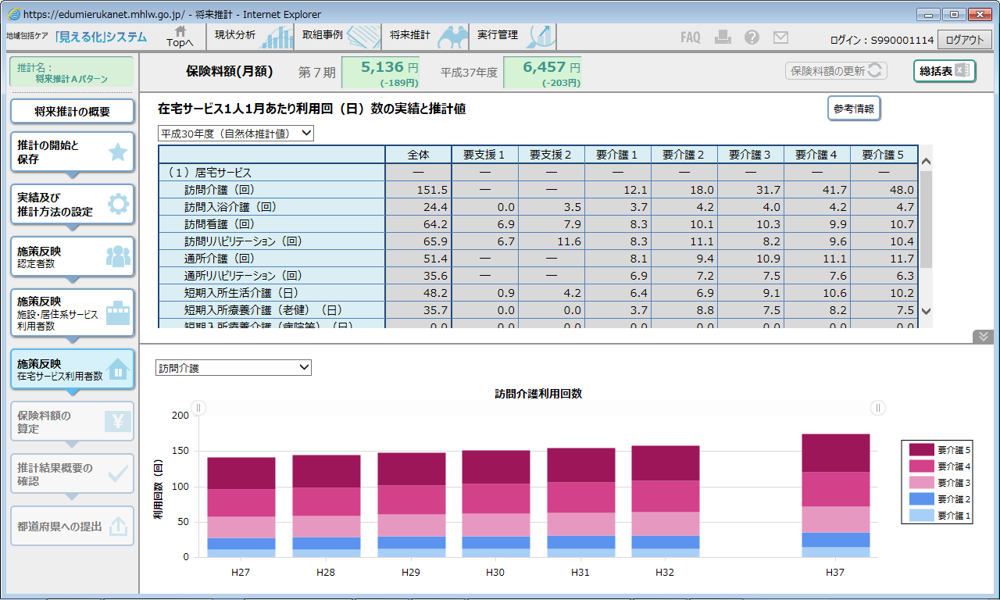 https://edumierukanet.mhlw.go.jp/ - 将来推計 - Internet Explorer
地域包括ケア 「見える化」システム
Topへ
現状分析
取組事例
将来推計
実行管理
FAQ
ログイン：S990001114 ログアウト
推計名：
将来推計Aパターン
保険料額(月額) 第７期 5,136 円 (-189円) 平成37年度 6,457 円 (-203円)
保険料額の更新
総括表
将来推計の概要
推計の開始と
保存
実績及び
推計方法の設定
施策反映
認定者数
施策反映
施設・居住系サービス
利用者数
施策反映
在宅サービス利用者数
保険料額の
算定
¥
推計結果概要の
確認
都道府県への提出
在宅サービス1人1月あたり利用回（日）数の実績と推計値
参考情報
平成30年度（自然体推計値）
全体 要支援１ 要支援２ 要介護１ 要介護２ 要介護３ 要介護４ 要介護５
（１）居宅サービス ― ― ― ― ― ― ― ―
訪問介護（回） 151.5 ― ― 12.1 18.0 31.7 41.7 48.0
訪問入浴介護（回） 24.4 0.0 3.5 3.7 4.2 4.0 4.2 4.7
訪問看護（回） 64.2 6.9 7.9 8.3 10.1 10.3 9.9 10.7
訪問リハビリテーション（回） 65.9 6.7 11.6 8.3 11.1 8.2 9.6 10.4
通所介護（回） 51.4 ― ― 8.1 9.4 10.9 11.1 11.7
通所リハビリテーション（回） 35.6 ― ― 6.9 7.2 7.5 7.6 6.3
短期入所生活介護（日） 48.2 0.9 4.2 6.4 6.9 9.1 10.6 10.2
短期入所療養介護（老健）（日） 35.7 0.0 0.0 3.7 8.8 7.5 8.2 7.5
短期入所療養介護（病院等）（日） 0.0 0.0 0.0 0.0 0.0 0.0 0.0 0.0
訪問介護
訪問介護利用回数
利用回数（回）
200
150
100
50
0
H27 H28 H29 H30 H31 H32 H37
要介護５
要介護４
要介護３
要介護２
要介護１